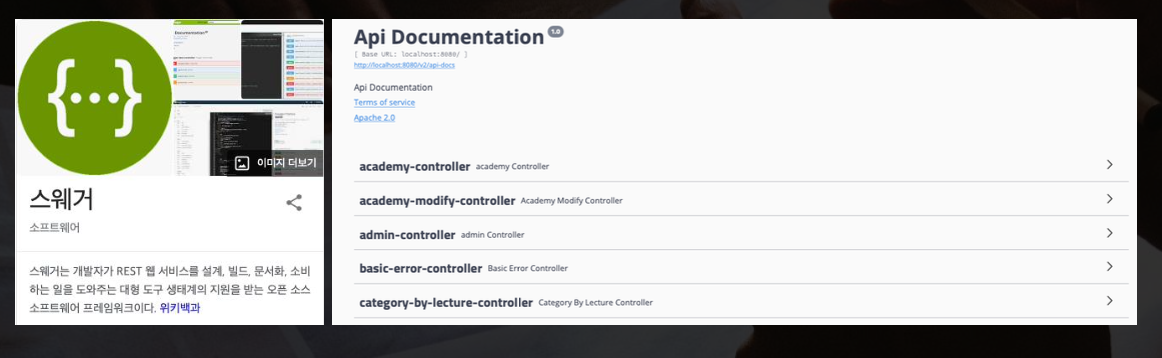 이미지 더보기
스웨거
소프트웨어
스웨거는 개발자가 REST 웹 서비스를 설계, 빌드, 문서화, 소비
하는 일을 도와주는 대형 도구 생태계의 지원을 받는 오픈 소스
소프트웨어 프레임워크이다. 위키백과
Api Documentation 1.0
[ Base URL: localhost:8080/ ]
http://localhost:8080/v2/api-docs
Api Documentation
Terms of service
Apache 2.0
academy-controller academy Controller
academy-modify-controller Academy Modify Controller
admin-controller admin Controller
basic-error-controller Basic Error Controller
category-by-lecture-controller Category By Lecture Controller